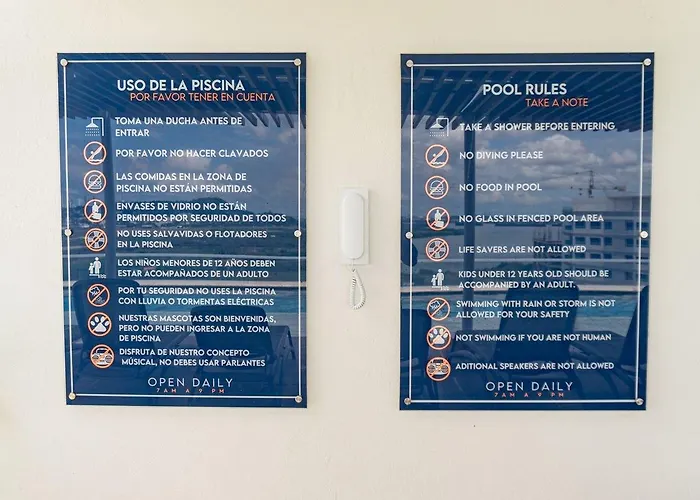 USO DE LA PISCINA
POR FAVOR TENER EN CUENTA
TOMA UNA DUCHA ANTES DE
ENTRAR
POR FAVOR NO HACER CLAVADOS
LAS COMIDAS EN LA ZONA DE
PISCINA NO ESTÁN PERMITIDAS
ENVASES DE VIDRIO NO ESTÁN
PERMITIDOS POR SEGURIDAD DE TODOS
NO USES SALVAVIDAS O FLOTADORES
EN LA PISCINA
LOS NIÑOS MENORES DE 12 AÑOS DEBEN
ESTAR ACOMPAÑADOS DE UN ADULTO
POR TU SEGURIDAD NO USES LA PISCINA
CON LLUVIA O TORMENTAS ELÉCTRICAS
NUESTRAS MASCOTAS SON BIENVENIDAS,
PERO NO PUEDEN INGRESAR A LA ZONA
DE PISCINA
DISFRUTA DE NUESTRO CONCEPTO
MÚSICAL, NO DEBES USAR PARLANTES
OPEN DAILY
7AM A 9 PM
POOL RULES
TAKE A NOTE
TAKE A SHOWER BEFORE ENTERING
NO DIVING PLEASE
NO FOOD IN POOL
NO GLASS IN FENCED POOL AREA
LIFE SAVERS ARE NOT ALLOWED
KIDS UNDER 12 YEARS OLD SHOULD BE
ACCOMPANIED BY AN ADULT.
SWIMMING WITH RAIN OR STORM IS NOT
ALLOWED FOR YOUR SAFETY
NOT SWIMMING IF YOU ARE NOT HUMAN
ADITIONAL SPEAKERS ARE NOT ALLOWED
OPEN DAILY
7AM A 9 PM